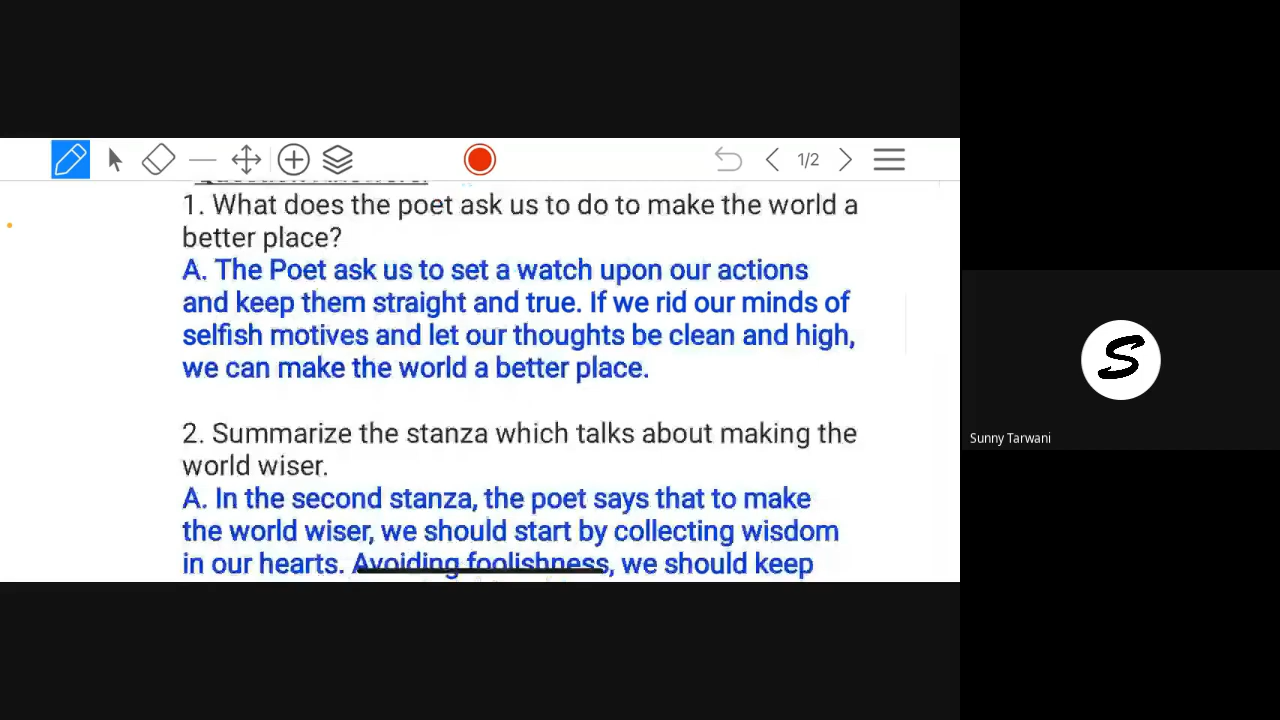 1/2
Question Answers:
1. What does the poet ask us to do to make the world a
better place?
A. The Poet ask us to set a watch upon our actions
and keep them straight and true. If we rid our minds of
selfish motives and let our thoughts be clean and high,
we can make the world a better place.
2. Summarize the stanza which talks about making the
world wiser.
A. In the second stanza, the poet says that to make
the world wiser, we should start by collecting wisdom
in our hearts. Avoiding foolishness, we should keep
S
Sunny Tarwani